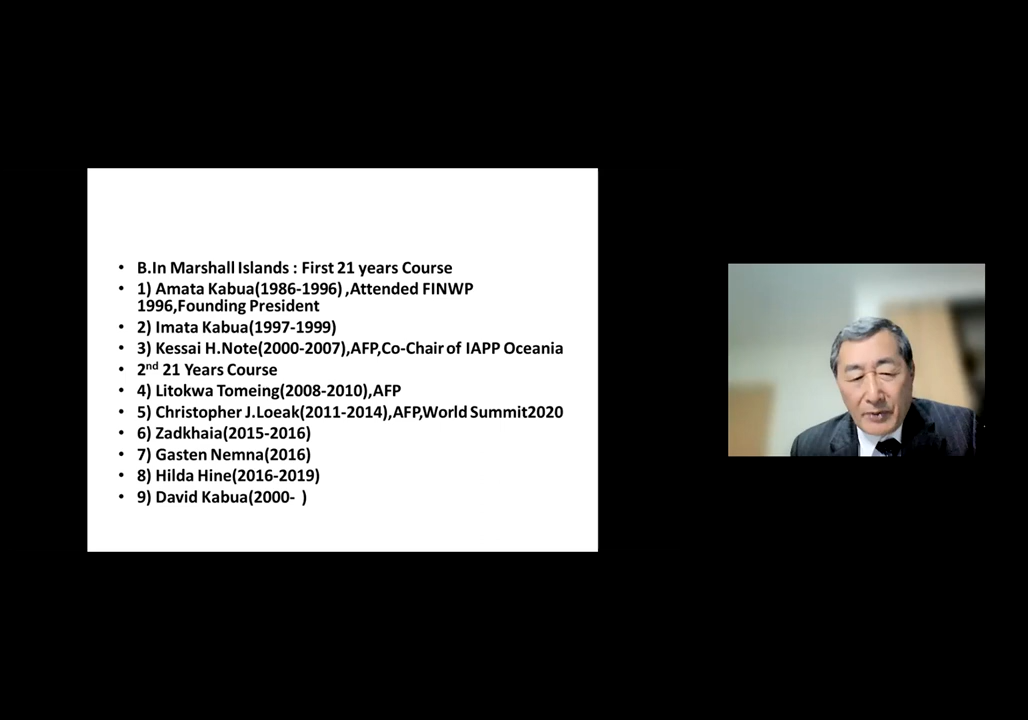 • B.In Marshall Islands : First 21 years Course
• 1) Amata Kabua(1986-1996) ,Attended FINWP
1996,Founding President
• 2) Imata Kabua(1997-1999)
• 3) Kessai H.Note(2000-2007),AFP,Co-Chair of IAPP Oceania
• 2nd 21 Years Course
• 4) Litokwa Tomeing(2008-2010),AFP
• 5) Christopher J.Loeak(2011-2014),AFP,World Summit2020
• 6) Zadkhaia(2015-2016)
• 7) Gasten Nemna(2016)
• 8) Hilda Hine(2016-2019)
• 9) David Kabua(2000- )